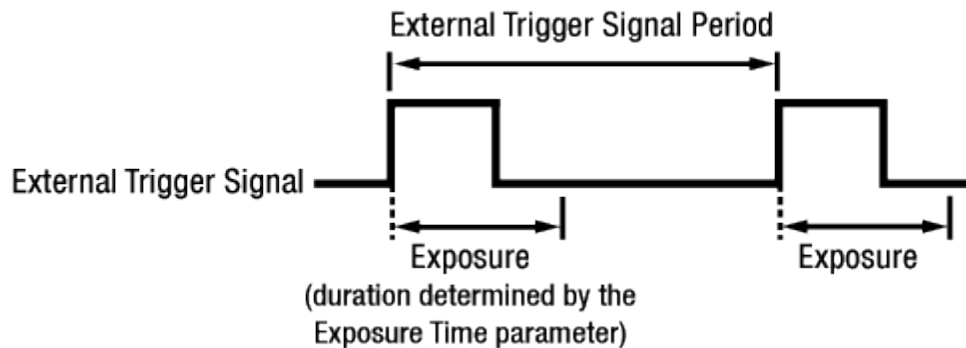 External Trigger Signal Period
External Trigger Signal
Exposure
(duration determined by the
Exposure Time parameter)
Exposure